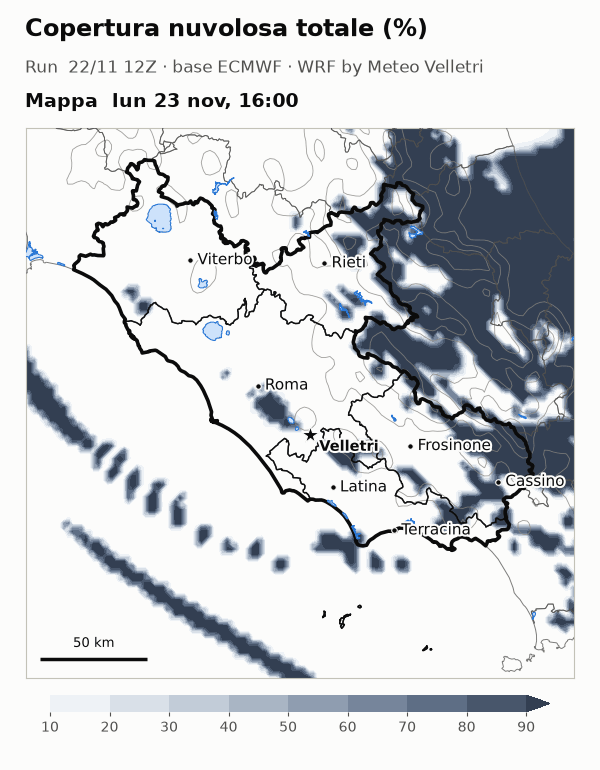 Copertura nuvolosa totale (%)
Run  22/11 12Z · base ECMWF · WRF by Meteo Velletri
Mappa  lun 23 nov, 16:00
Viterbo
Rieti
Roma
Velletri
Frosinone
Cassino
Latina
Terracina
50 km
10 20 30 40 50 60 70 80 90